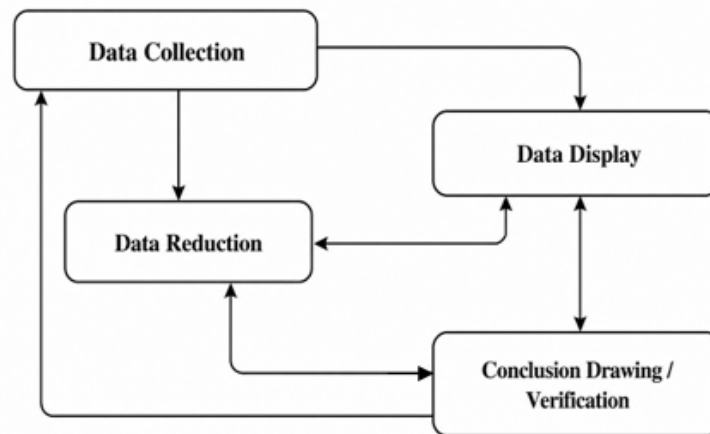 Data Collection
Data Display
Data Reduction
Conclusion Drawing /
Verification